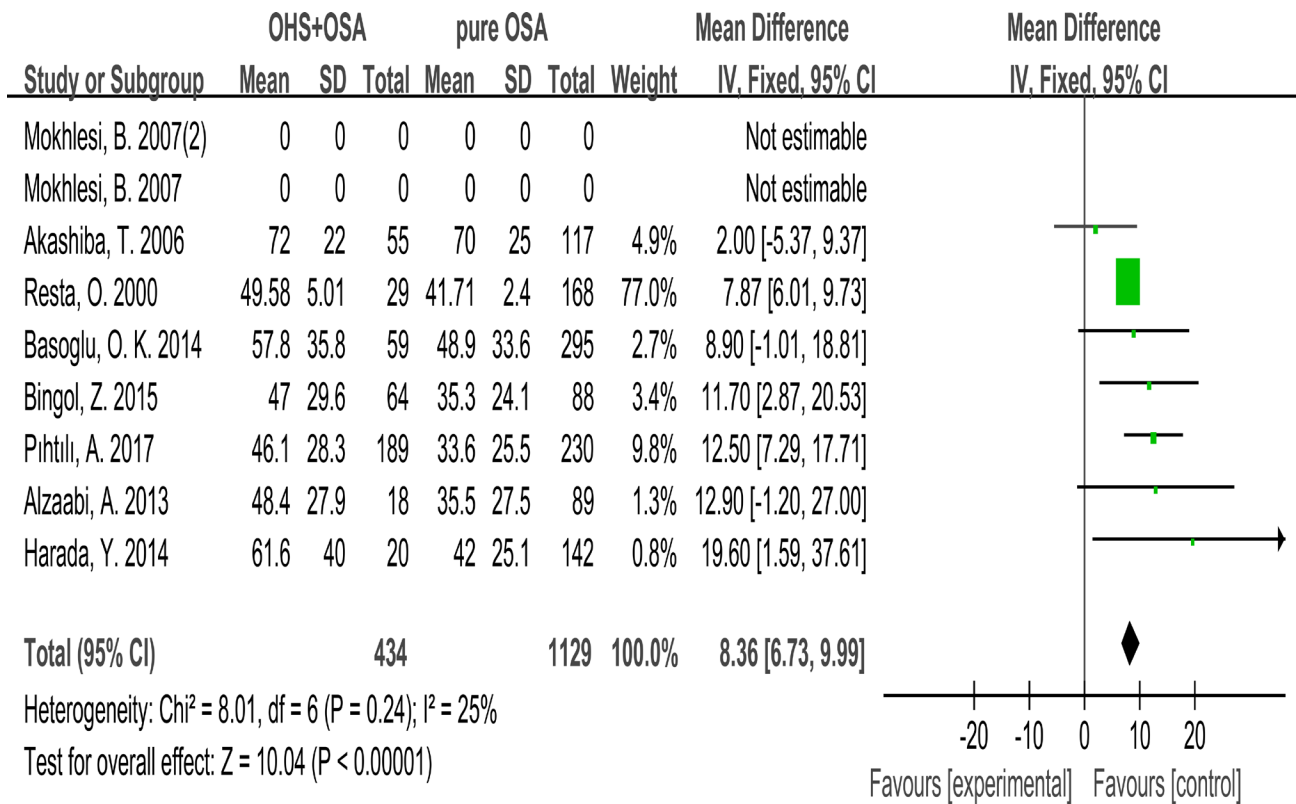 OHS+OSA pure OSA Mean Difference Mean Difference
Study or Subgroup Mean SD Total Mean SD Total Weight IV, Fixed, 95% CI IV, Fixed, 95% CI
Mokhlesi, B. 2007(2) 0 0 0 0 0 0 Not estimable
Mokhlesi, B. 2007 0 0 0 0 0 0 Not estimable
Akashiba, T. 2006 72 22 55 70 25 117 4.9% 2.00 [-5.37, 9.37]
Resta, O. 2000 49.58 5.01 29 41.71 2.4 168 77.0% 7.87 [6.01, 9.73]
Basoglu, O. K. 2014 57.8 35.8 59 48.9 33.6 295 2.7% 8.90 [-1.01, 18.81]
Bingol, Z. 2015 47 29.6 64 35.3 24.1 88 3.4% 11.70 [2.87, 20.53]
Pıhtılı, A. 2017 46.1 28.3 189 33.6 25.5 230 9.8% 12.50 [7.29, 17.71]
Alzaabi, A. 2013 48.4 27.9 18 35.5 27.5 89 1.3% 12.90 [-1.20, 27.00]
Harada, Y. 2014 61.6 40 20 42 25.1 142 0.8% 19.60 [1.59, 37.61]
Total (95% CI) 434 1129 100.0% 8.36 [6.73, 9.99]
Heterogeneity: Chi² = 8.01, df = 6 (P = 0.24); I² = 25%
Test for overall effect: Z = 10.04 (P < 0.00001)
-20 -10 0 10 20
Favours [experimental] Favours [control]